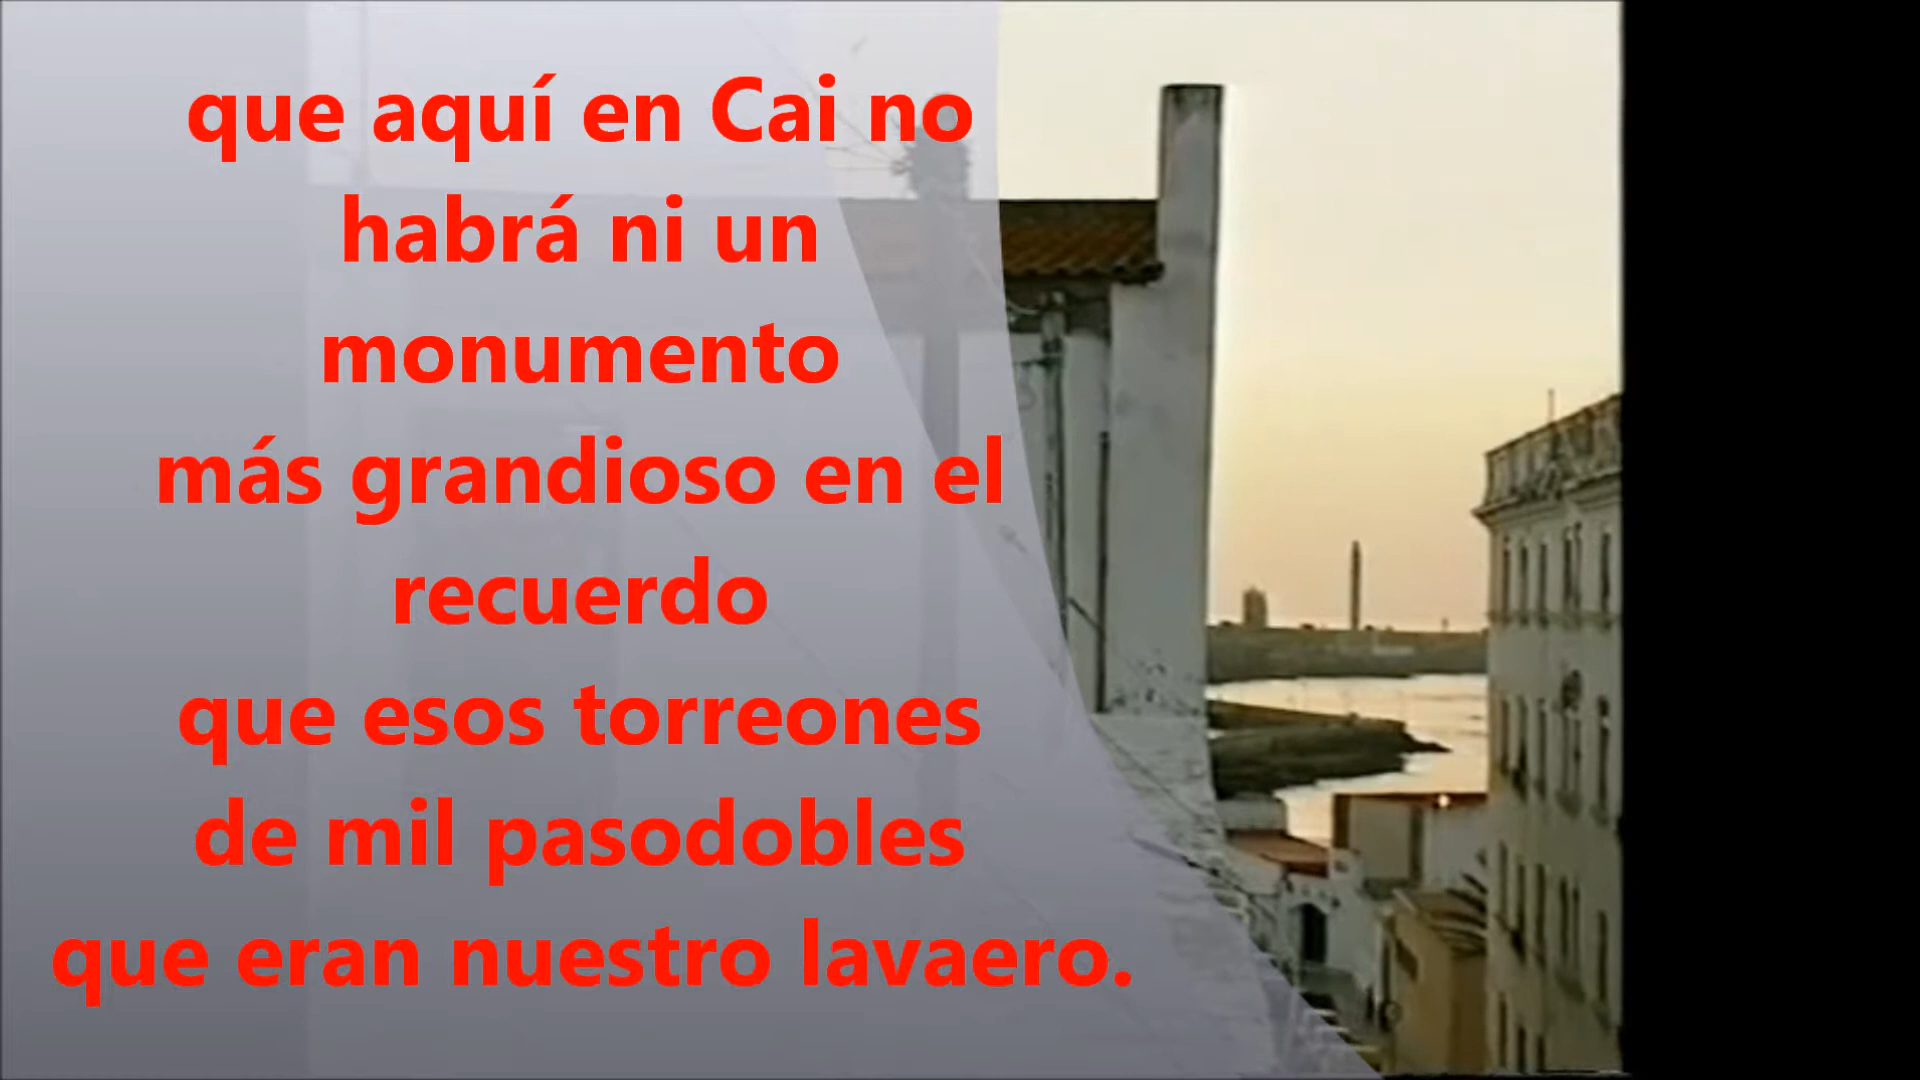 que aquí en Cai no
habrá ni un
monumento
más grandioso en el
recuerdo
que esos torreones
de mil pasodobles
que eran nuestro lavaero.